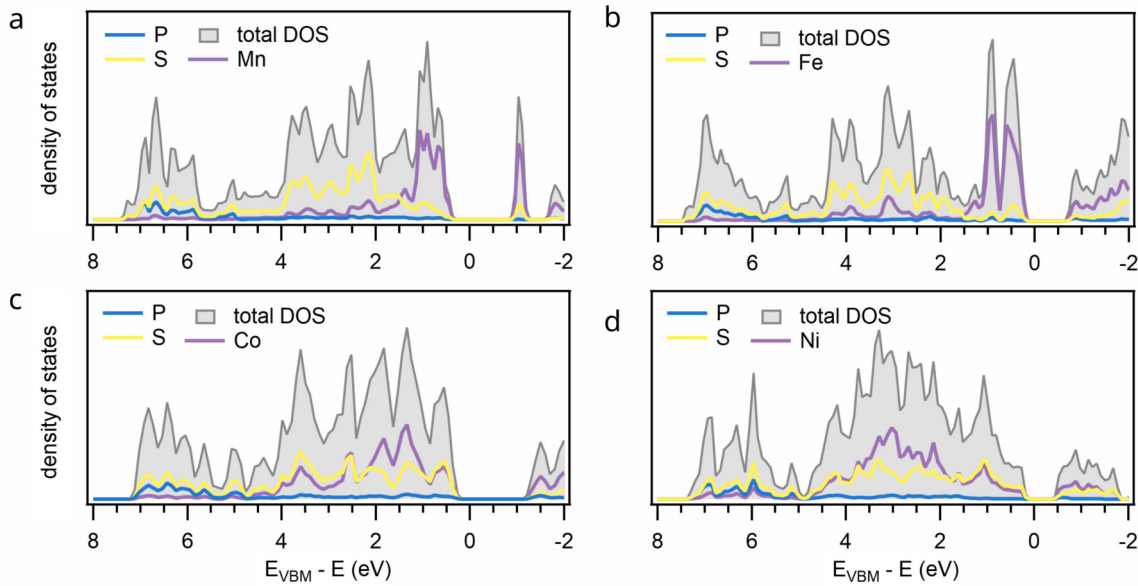 a
P total DOS
S Mn
density of states
8 6 4 2 0 -2
b
P total DOS
S Fe
8 6 4 2 0 -2
c
P total DOS
S Co
density of states
8 6 4 2 0 -2
E_VBM - E (eV)
d
P total DOS
S Ni
8 6 4 2 0 -2
E_VBM - E (eV)